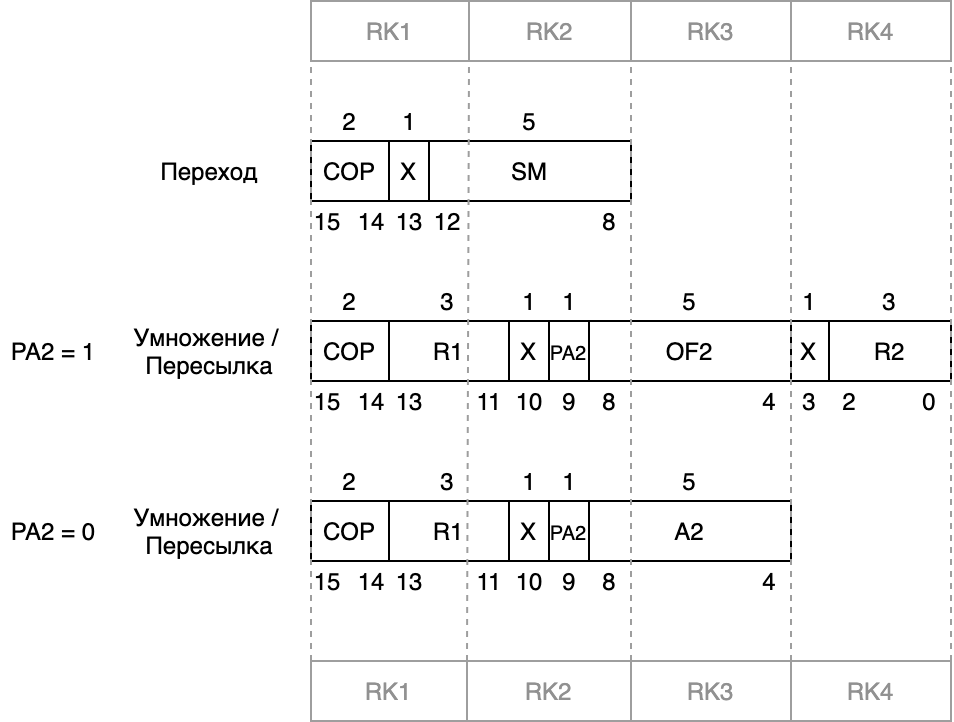 RK1 RK2 RK3 RK4
2 1 5
Переход COP X SM
15 14 13 12 8
2 3 1 1 5 1 3
PA2 = 1 Умножение / Пересылка COP R1 X PA2 OF2 X R2
15 14 13 11 10 9 8 4 3 2 0
2 3 1 1 5
PA2 = 0 Умножение / Пересылка COP R1 X PA2 A2
15 14 13 11 10 9 8 4
RK1 RK2 RK3 RK4